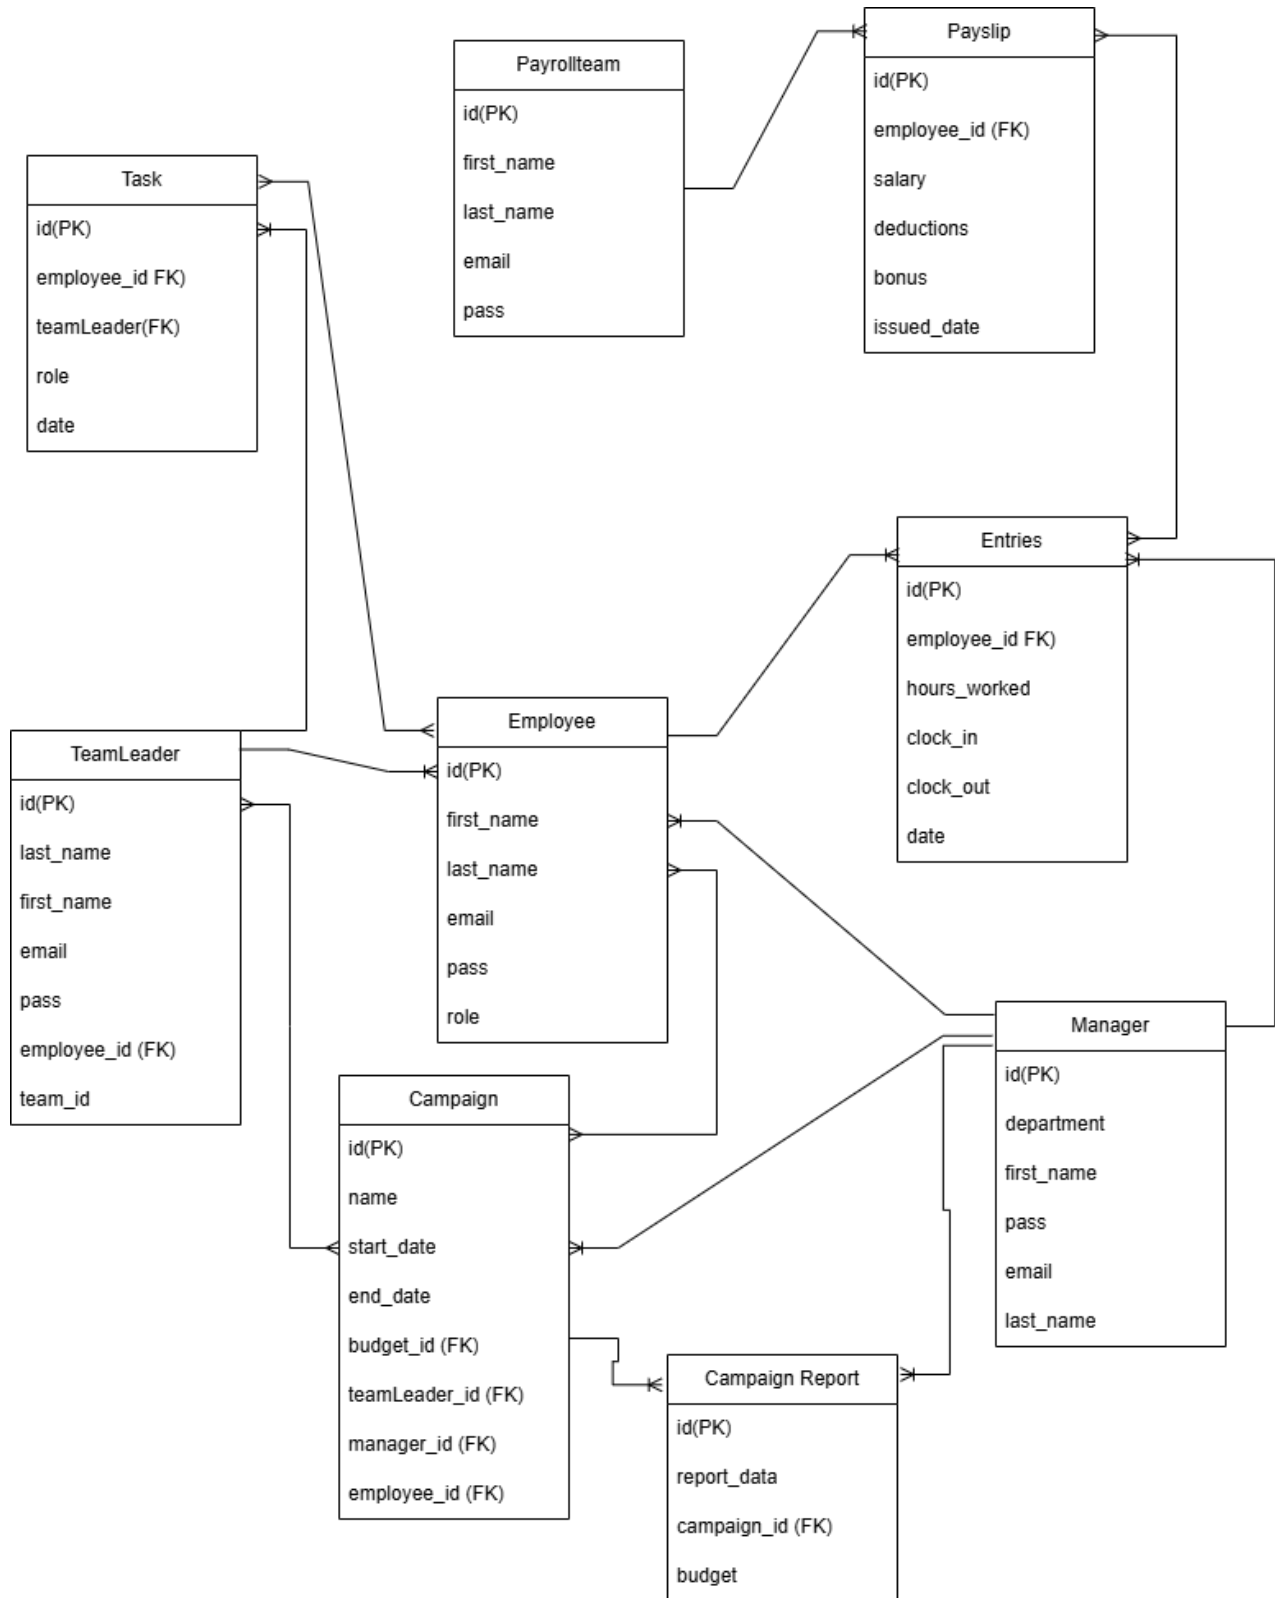 Payslip
id(PK)
employee_id (FK)
salary
deductions
bonus
issued_date
Payrollteam
id(PK)
first_name
last_name
email
pass
Task
id(PK)
employee_id FK)
teamLeader(FK)
role
date
Entries
id(PK)
employee_id FK)
hours_worked
clock_in
clock_out
date
Employee
id(PK)
first_name
last_name
email
pass
role
TeamLeader
id(PK)
last_name
first_name
email
pass
employee_id (FK)
team_id
Manager
id(PK)
department
first_name
pass
email
last_name
Campaign
id(PK)
name
start_date
end_date
budget_id (FK)
teamLeader_id (FK)
manager_id (FK)
employee_id (FK)
Campaign Report
id(PK)
report_data
campaign_id (FK)
budget